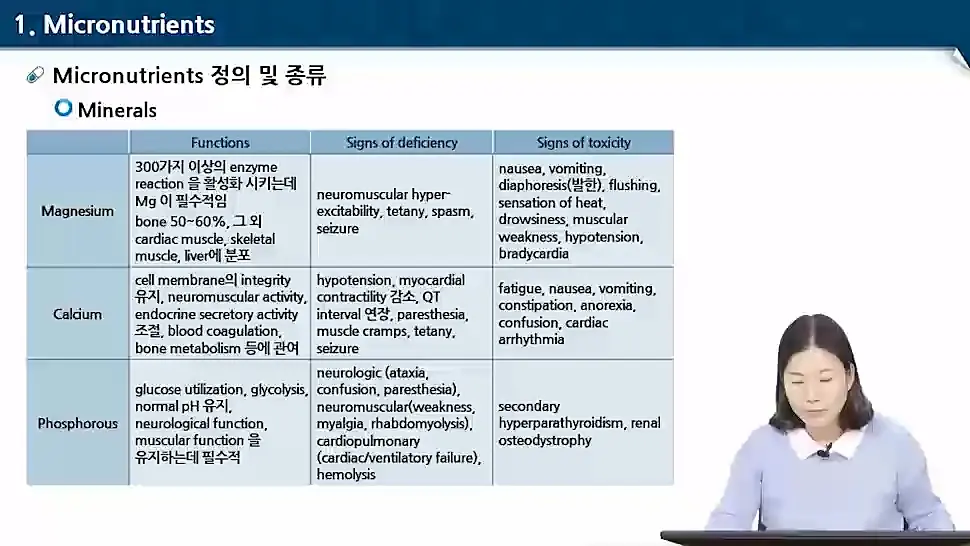 1. Micronutrients
Micronutrients 정의 및 종류
Minerals
Functions
Signs of deficiency
Signs of toxicity
Magnesium
300가지 이상의 enzyme
reaction 을 활성화 시키는데
Mg 이 필수적임
bone 50~60%, 그 외
cardiac muscle, skeletal
muscle, liver에 분포
neuromuscular hyper-
excitability, tetany, spasm,
seizure
nausea, vomiting,
diaphoresis(발한), flushing,
sensation of heat,
drowsiness, muscular
weakness, hypotension,
bradycardia
Calcium
cell membrane의 integrity
유지, neuromuscular activity,
endocrine secretory activity
조절, blood coagulation,
bone metabolism 등에 관여
hypotension, myocardial
contractility 감소, QT
interval 연장, paresthesia,
muscle cramps, tetany,
seizure
fatigue, nausea, vomiting,
constipation, anorexia,
confusion, cardiac
arrhythmia
Phosphorous
glucose utilization, glycolysis,
normal pH 유지,
neurological function,
muscular function 을
유지하는데 필수적
neurologic (ataxia,
confusion, paresthesia),
neuromuscular(weakness,
myalgia, rhabdomyolysis),
cardiopulmonary
(cardiac/ventilatory failure),
hemolysis
secondary
hyperparathyroidism, renal
osteodystrophy